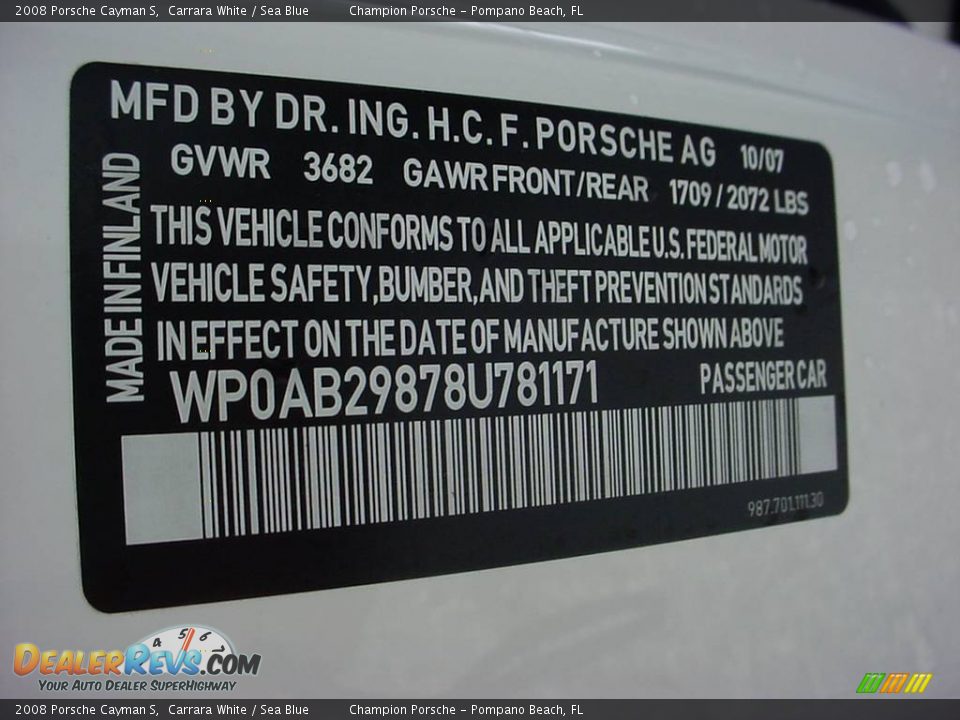 2008 Porsche Cayman S, Carrara White / Sea Blue Champion Porsche - Pompano Beach, FL
MFD BY DR. ING. H.C. F. PORSCHE AG 10/07
GVWR 3682 GAWR FRONT/REAR 1709 / 2072 LBS
MADE IN FINLAND
THIS VEHICLE CONFORMS TO ALL APPLICABLE U.S. FEDERAL MOTOR
VEHICLE SAFETY, BUMBER, AND THEFT PREVENTION STANDARDS
IN EFFECT ON THE DATE OF MANUFACTURE SHOWN ABOVE
WP0AB29878U781171 PASSENGER CAR
987.701.111.30
4 5 6 7
DEALERREVS.COM
YOUR AUTO DEALER SUPERHIGHWAY
2008 Porsche Cayman S, Carrara White / Sea Blue Champion Porsche - Pompano Beach, FL